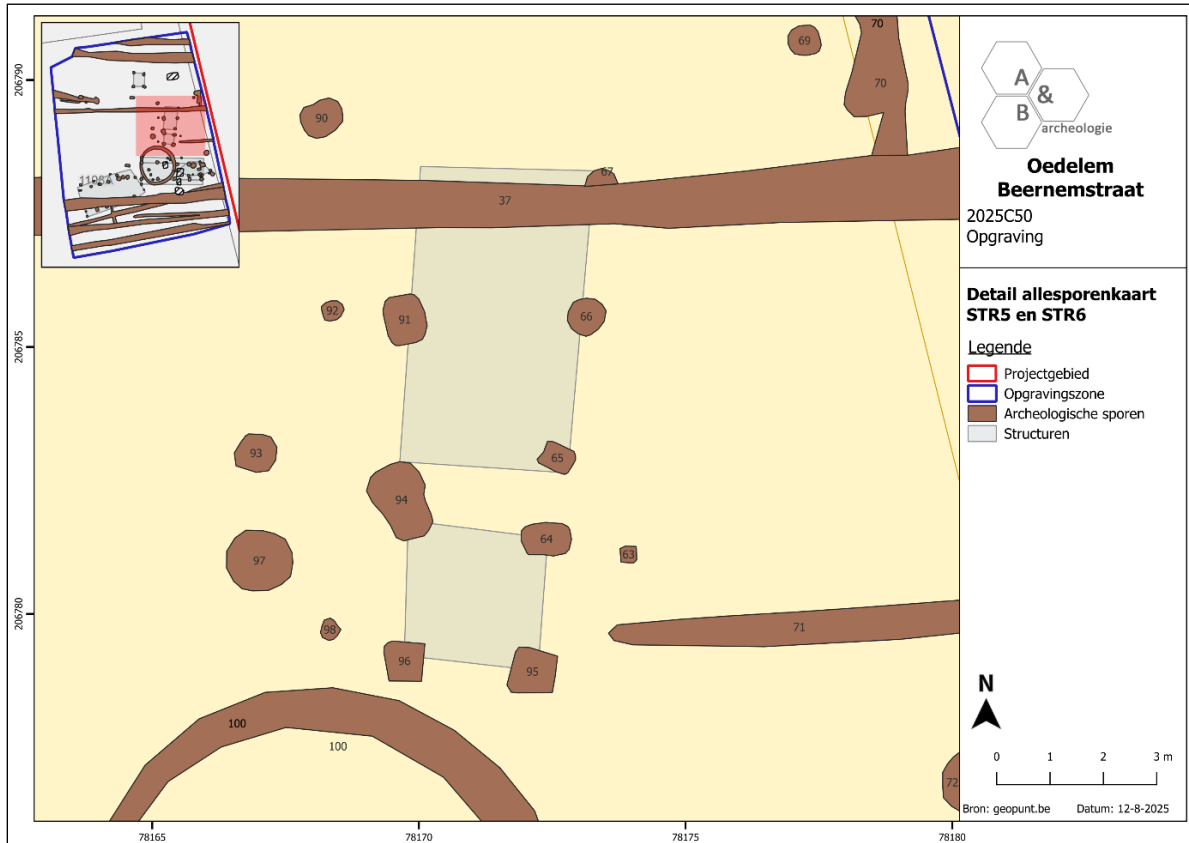 70
69
206790
70
90
67
37
92
91
66
206785
93
65
94
64
97
63
98
71
96
95
100
100
72
206780
78165
78170
78175
78180
A
&
B
archeologie
Oedelem
Beernemstraat
2025C50
Opgraving
Detail allesporenkaart
STR5 en STR6
Legende
Projectgebied
Opgravingszone
Archeologische sporen
Structuren
N
0 1 2 3 m
Bron: geopunt.be Datum: 12-8-2025